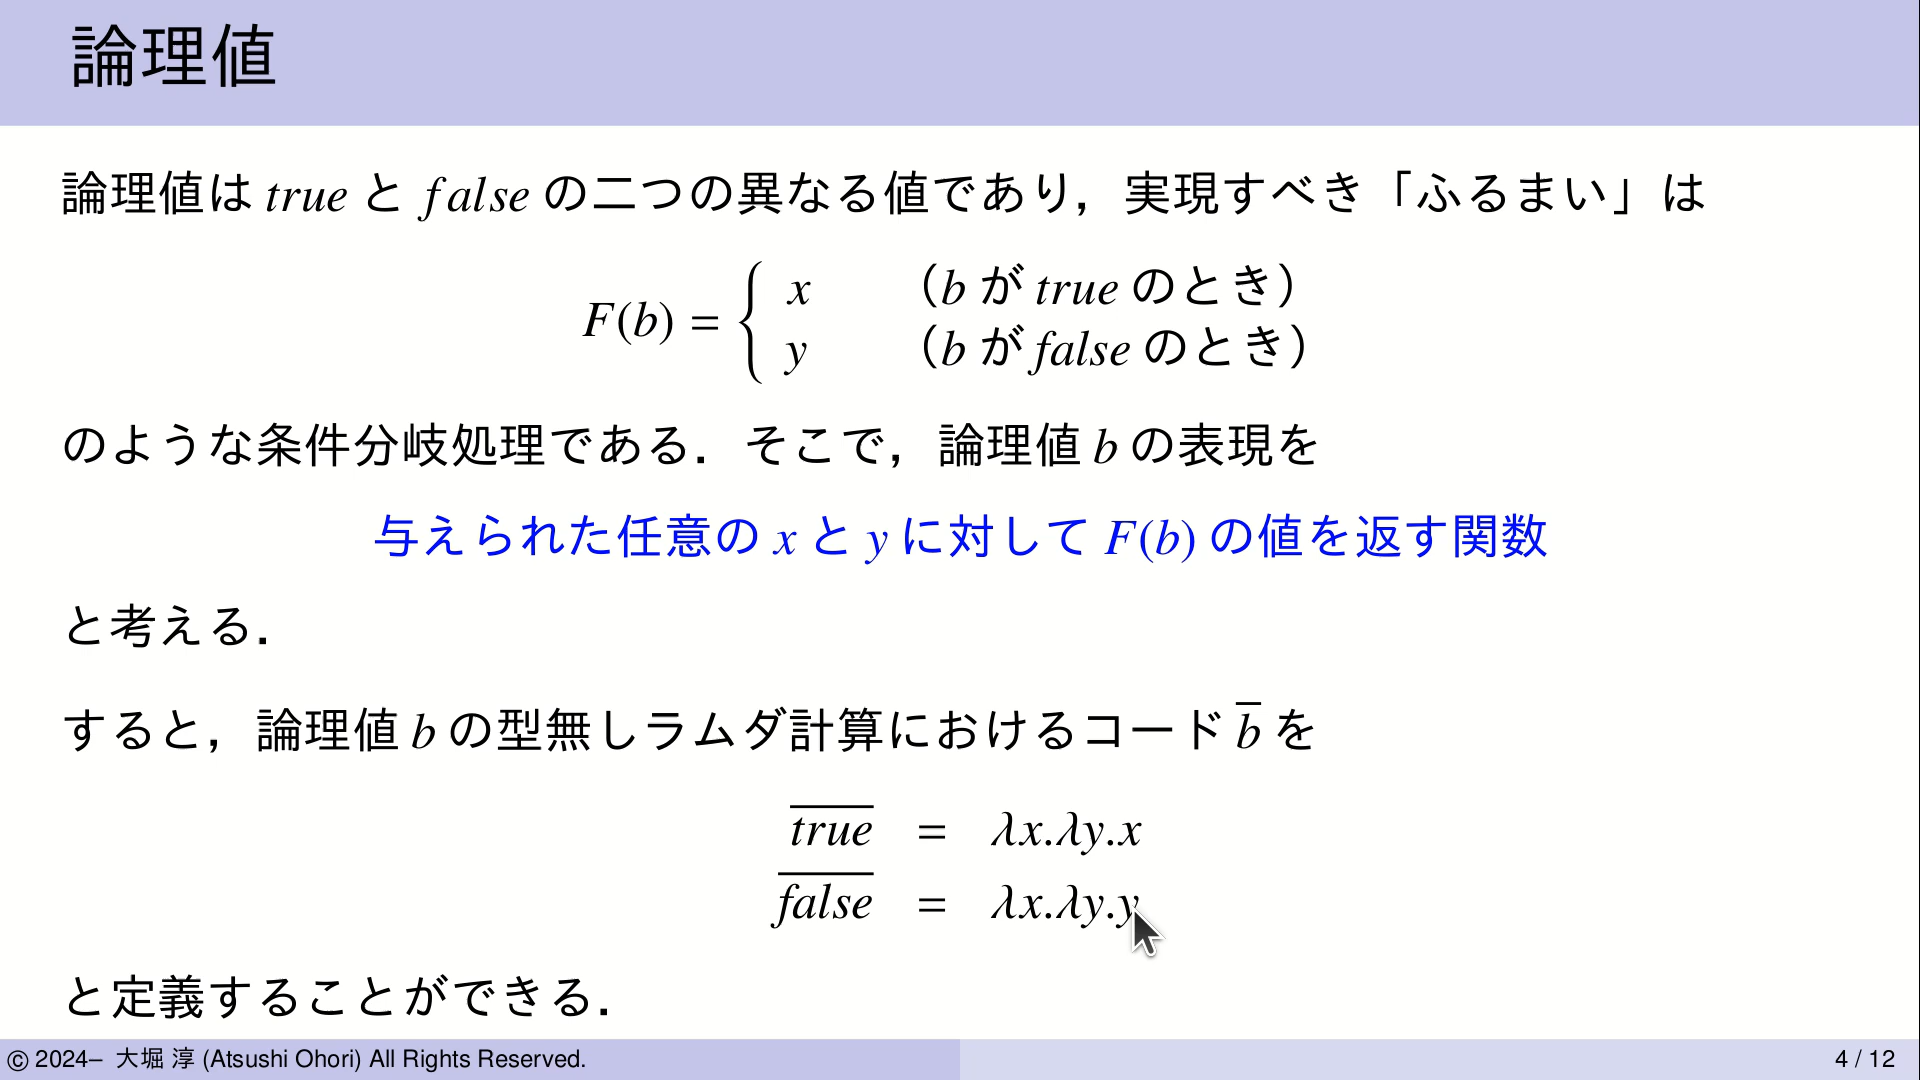 論理値
論理値は true と false の二つの異なる値であり，実現すべき「ふるまい」は
F(b) = { x （b が true のとき）
y （b が false のとき）
のような条件分岐処理である．そこで，論理値 b の表現を
与えられた任意の x と y に対して F(b) の値を返す関数
と考える．
すると，論理値 b の型無しラムダ計算におけるコード b̅ を
t̅r̅u̅e̅ = λx.λy.x
f̅a̅l̅s̅e̅ = λx.λy.y
と定義することができる．
© 2024– 大堀 淳 (Atsushi Ohori) All Rights Reserved.
4 / 12